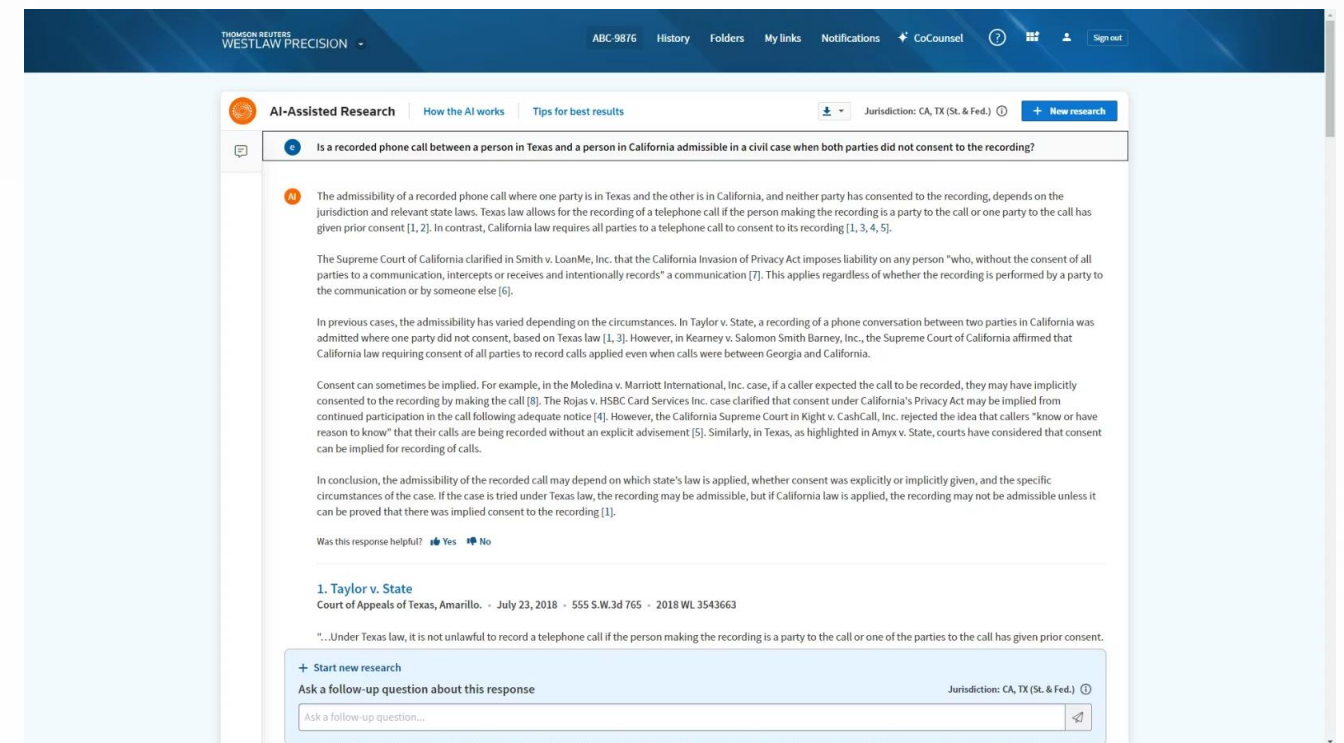 THOMSON REUTERS
WESTLAW PRECISION
ABC-9876 History Folders My links Notifications CoCounsel ? Sign out
AI-Assisted Research How the AI works Tips for best results Jurisdiction: CA, TX (St. & Fed.) + New research
e Is a recorded phone call between a person in Texas and a person in California admissible in a civil case when both parties did not consent to the recording?
AI The admissibility of a recorded phone call where one party is in Texas and the other is in California, and neither party has consented to the recording, depends on the
jurisdiction and relevant state laws. Texas law allows for the recording of a telephone call if the person making the recording is a party to the call or one party to the call has
given prior consent [1, 2]. In contrast, California law requires all parties to a telephone call to consent to its recording [1, 3, 4, 5].
The Supreme Court of California clarified in Smith v. LoanMe, Inc. that the California Invasion of Privacy Act imposes liability on any person "who, without the consent of all
parties to a communication, intercepts or receives and intentionally records" a communication [7]. This applies regardless of whether the recording is performed by a party to
the communication or by someone else [6].
In previous cases, the admissibility has varied depending on the circumstances. In Taylor v. State, a recording of a phone conversation between two parties in California was
admitted where one party did not consent, based on Texas law [1, 3]. However, in Kearney v. Salomon Smith Barney, Inc., the Supreme Court of California affirmed that
California law requiring consent of all parties to record calls applied even when calls were between Georgia and California.
Consent can sometimes be implied. For example, in the Moledina v. Marriott International, Inc. case, if a caller expected the call to be recorded, they may have implicitly
consented to the recording by making the call [8]. The Rojas v. HSBC Card Services Inc. case clarified that consent under California's Privacy Act may be implied from
continued participation in the call following adequate notice [4]. However, the California Supreme Court in Kight v. CashCall, Inc. rejected the idea that callers "know or have
reason to know" that their calls are being recorded without an explicit advisement [5]. Similarly, in Texas, as highlighted in Amyx v. State, courts have considered that consent
can be implied for recording of calls.
In conclusion, the admissibility of the recorded call may depend on which state's law is applied, whether consent was explicitly or implicitly given, and the specific
circumstances of the case. If the case is tried under Texas law, the recording may be admissible, but if California law is applied, the recording may not be admissible unless it
can be proved that there was implied consent to the recording [1].
Was this response helpful? Yes No
1. Taylor v. State
Court of Appeals of Texas, Amarillo. • July 23, 2018 • 555 S.W.3d 765 • 2018 WL 3543663
"…Under Texas law, it is not unlawful to record a telephone call if the person making the recording is a party to the call or one of the parties to the call has given prior consent.
+ Start new research
Ask a follow-up question about this response Jurisdiction: CA, TX (St. & Fed.)
Ask a follow-up question...